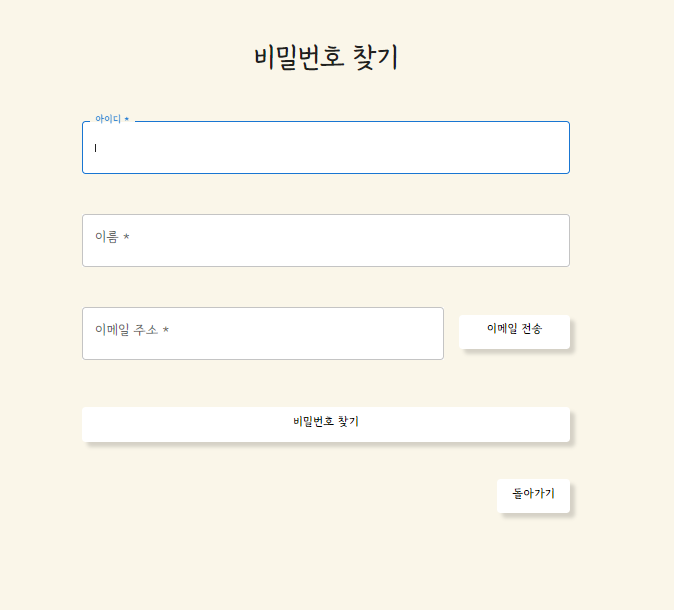 비밀번호 찾기
아이디 *
이름 *
이메일 주소 *
이메일 전송
비밀번호 찾기
돌아가기